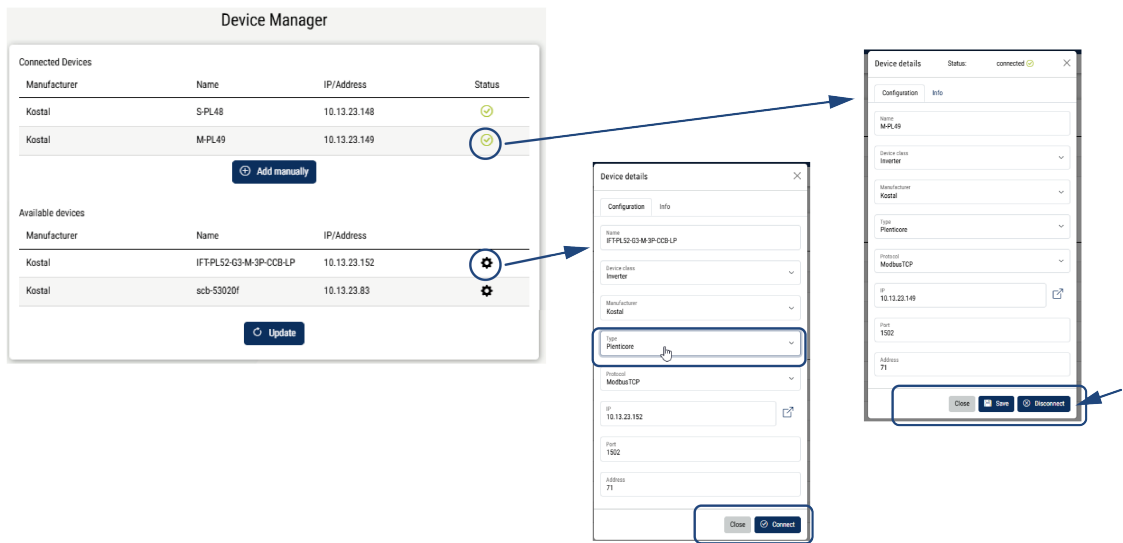 Device Manager
Connected Devices
Manufacturer Name IP/Address Status
Kostal S-PL48 10.13.23.148
Kostal M-PL49 10.13.23.149
Add manually
Available devices
Manufacturer Name IP/Address
Kostal IFT-PL52-G3-M-3P-CCB-LP 10.13.23.152
Kostal scb-53020f 10.13.23.83
Update
Device details
Configuration Info
Name
IFT-PL52-G3-M-3P-CCB-LP
Device class
Inverter
Manufacturer
Kostal
Type
Plenticore
Protocol
ModbusTCP
IP
10.13.23.152
Port
1502
Address
71
Close Connect
Device details Status: connected
Configuration Info
Name
M-PL49
Device class
Inverter
Manufacturer
Kostal
Type
Plenticore
Protocol
ModbusTCP
IP
10.13.23.149
Port
1502
Address
71
Close Save Disconnect